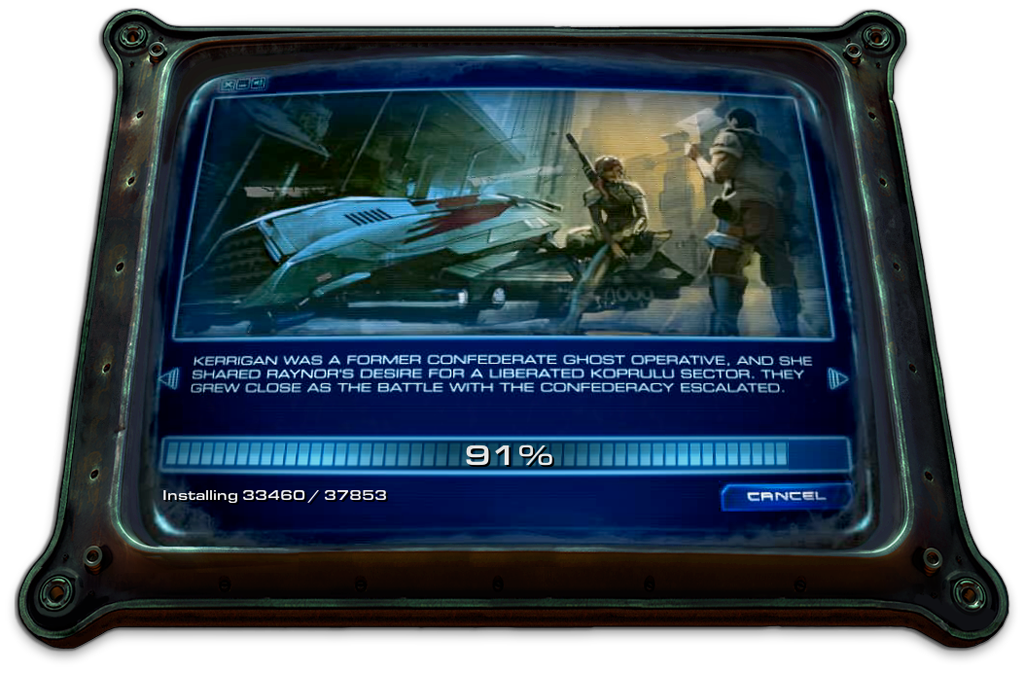 KERRIGAN WAS A FORMER CONFEDERATE GHOST OPERATIVE, AND SHE
SHARED RAYNOR'S DESIRE FOR A LIBERATED KOPRULU SECTOR. THEY
GREW CLOSE AS THE BATTLE WITH THE CONFEDERACY ESCALATED.
91%
Installing 33460 / 37853
CANCEL